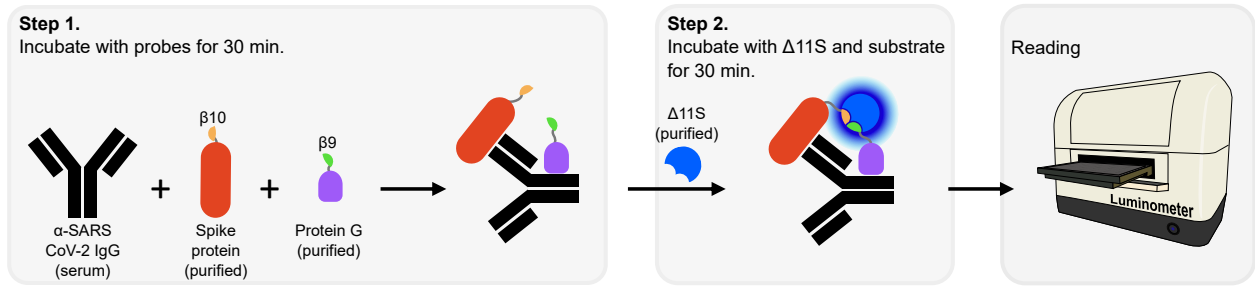 Step 1.
Incubate with probes for 30 min.
β10
β9
+
+
α-SARS
CoV-2 IgG
(serum)
Spike
protein
(purified)
Protein G
(purified)
Step 2.
Incubate with Δ11S and substrate
for 30 min.
Δ11S
(purified)
Reading
Luminometer